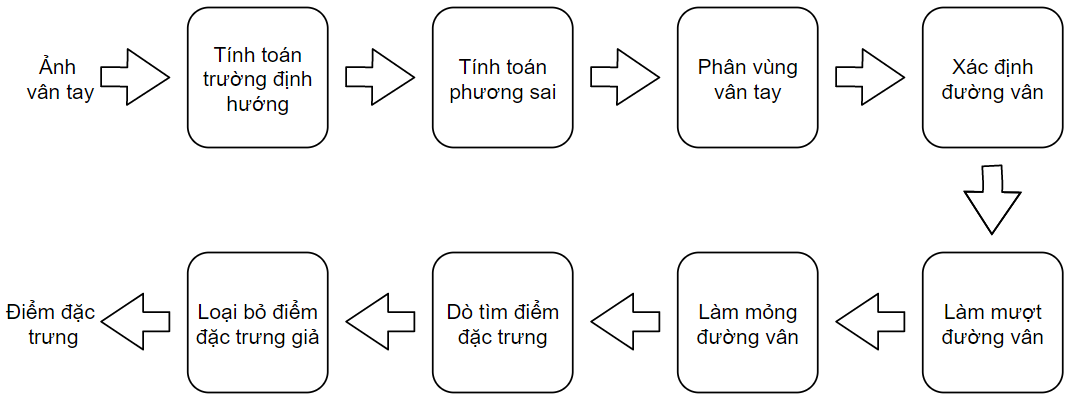 Ảnh
vân tay
Tính toán
trường định
hướng
Tính toán
phương sai
Phân vùng
vân tay
Xác định
đường vân
Làm mượt
đường vân
Làm mỏng
đường vân
Dò tìm điểm
đặc trưng
Loại bỏ điểm
đặc trưng giả
Điểm đặc
trưng